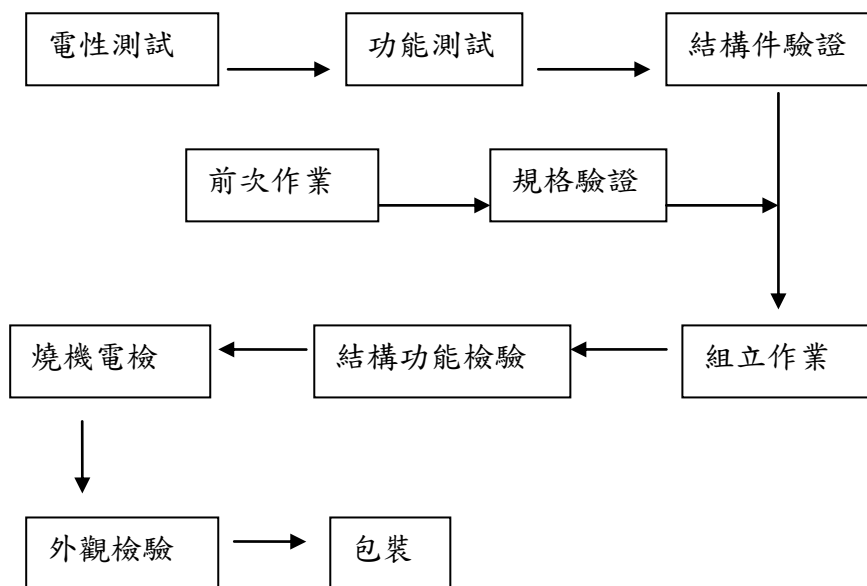 電性測試
功能測試
結構件驗證
前次作業
規格驗證
燒機電檢
結構功能檢驗
組立作業
外觀檢驗
包裝